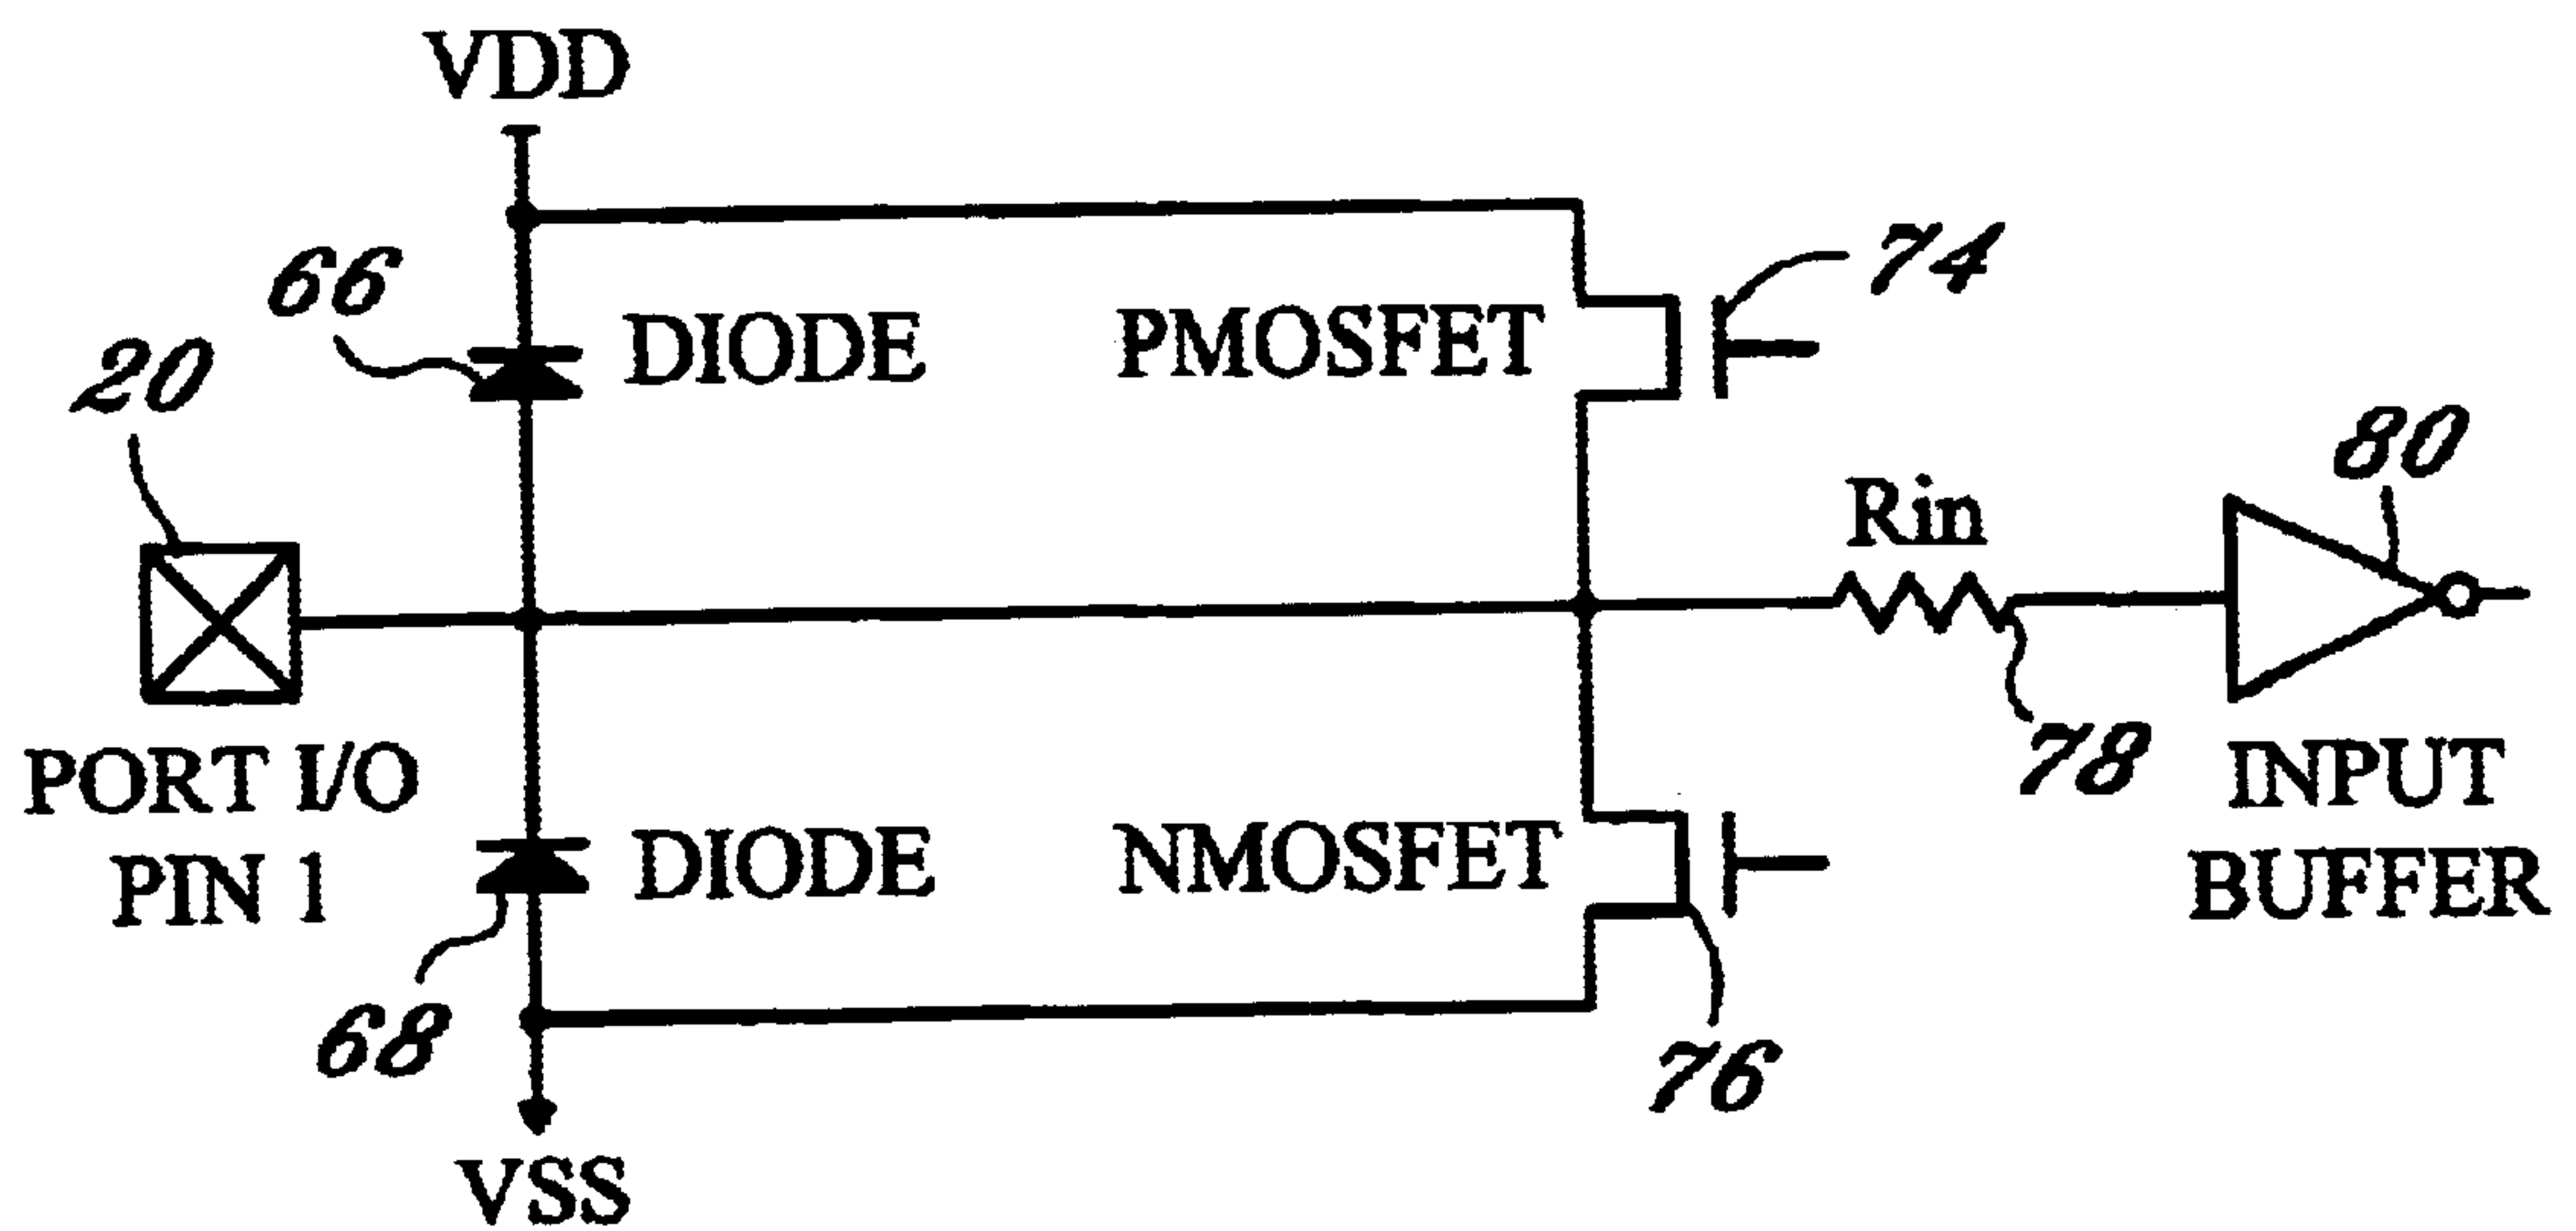 VDD
66
DIODE
PMOSFET
74
20
80
Rin
PORT I/O
PIN 1
78
INPUT
BUFFER
DIODE
NMOSFET
68
76
VSS